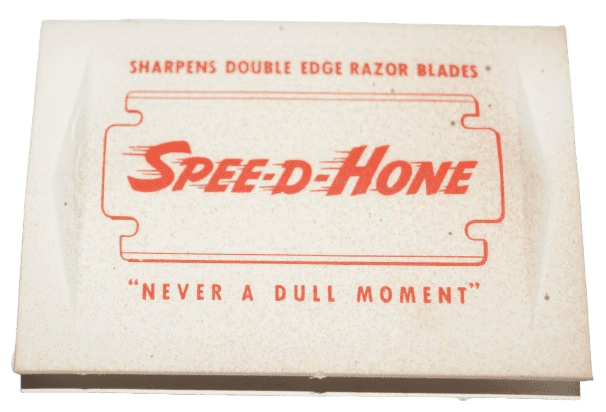 SHARPENS DOUBLE EDGE RAZOR BLADES
SPEE-D-HONE
"NEVER A DULL MOMENT"